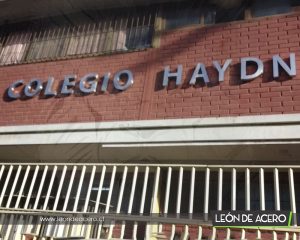 COLEGIO HAYDN
www.leondeacero.cl
LEÓN DE ACERO